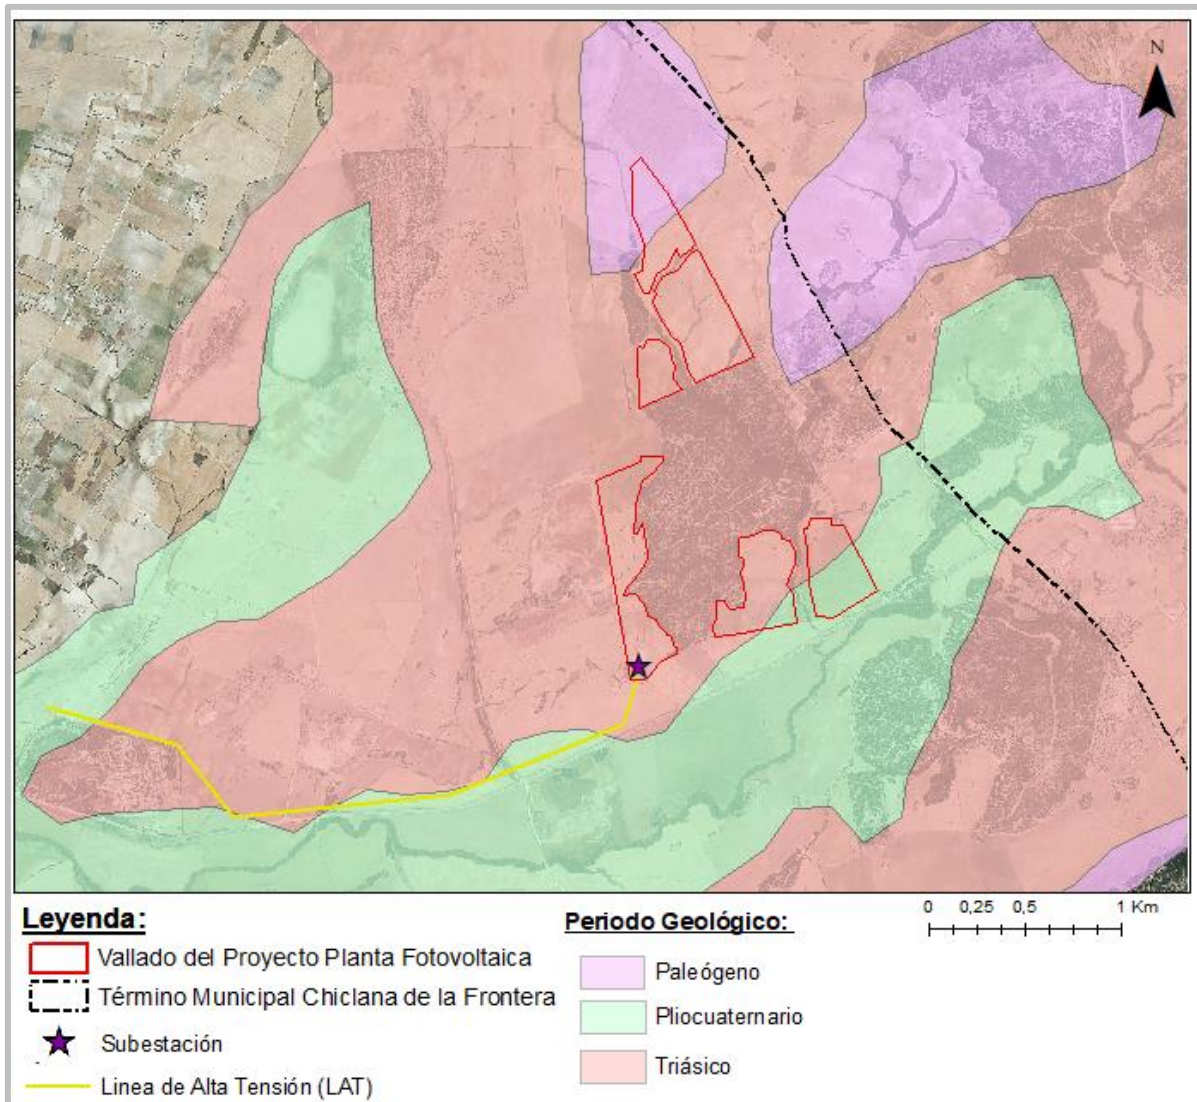 N
0 0,25 0,5 1 Km
Leyenda:
Vallado del Proyecto Planta Fotovoltaica
Término Municipal Chiclana de la Frontera
Subestación
Linea de Alta Tensión (LAT)
Periodo Geológico:
Paleógeno
Pliocuaternario
Triásico